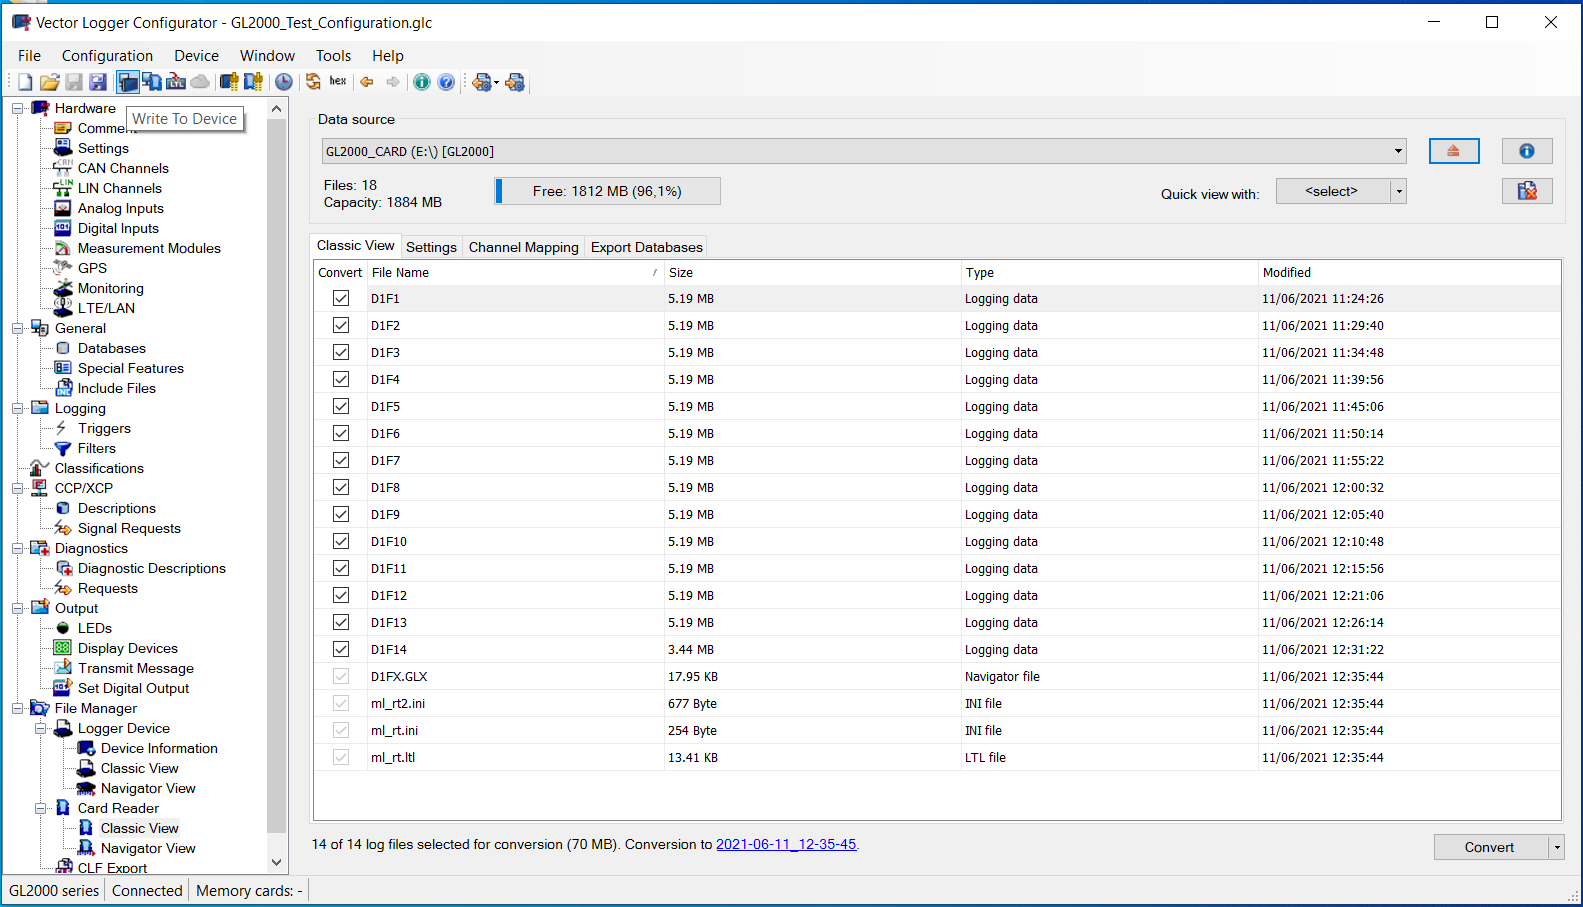 Vector Logger Configurator - GL2000_Test_Configuration.glc
File Configuration Device Window Tools Help
hex
Write To Device
Hardware
Settings
CAN Channels
LIN Channels
Analog Inputs
Digital Inputs
Measurement Modules
GPS
Monitoring
LTE/LAN
General
Databases
Special Features
Include Files
Logging
Triggers
Filters
Classifications
CCP/XCP
Descriptions
Signal Requests
Diagnostics
Diagnostic Descriptions
Requests
Output
LEDs
Display Devices
Transmit Message
Set Digital Output
File Manager
Logger Device
Device Information
Classic View
Navigator View
Card Reader
Classic View
Navigator View
CLF Export
Data source
GL2000_CARD (E:\) [GL2000]
Files: 18
Capacity: 1884 MB
Free: 1812 MB (96,1%)
Quick view with: <select>
Classic View Settings Channel Mapping Export Databases
Convert File Name Size Type Modified
D1F1 5.19 MB Logging data 11/06/2021 11:24:26
D1F2 5.19 MB Logging data 11/06/2021 11:29:40
D1F3 5.19 MB Logging data 11/06/2021 11:34:48
D1F4 5.19 MB Logging data 11/06/2021 11:39:56
D1F5 5.19 MB Logging data 11/06/2021 11:45:06
D1F6 5.19 MB Logging data 11/06/2021 11:50:14
D1F7 5.19 MB Logging data 11/06/2021 11:55:22
D1F8 5.19 MB Logging data 11/06/2021 12:00:32
D1F9 5.19 MB Logging data 11/06/2021 12:05:40
D1F10 5.19 MB Logging data 11/06/2021 12:10:48
D1F11 5.19 MB Logging data 11/06/2021 12:15:56
D1F12 5.19 MB Logging data 11/06/2021 12:21:06
D1F13 5.19 MB Logging data 11/06/2021 12:26:14
D1F14 3.44 MB Logging data 11/06/2021 12:31:22
D1FX.GLX 17.95 KB Navigator file 11/06/2021 12:35:44
ml_rt2.ini 677 Byte INI file 11/06/2021 12:35:44
ml_rt.ini 254 Byte INI file 11/06/2021 12:35:44
ml_rt.ltl 13.41 KB LTL file 11/06/2021 12:35:44
14 of 14 log files selected for conversion (70 MB). Conversion to 2021-06-11_12-35-45.
Convert
GL2000 series Connected Memory cards: -